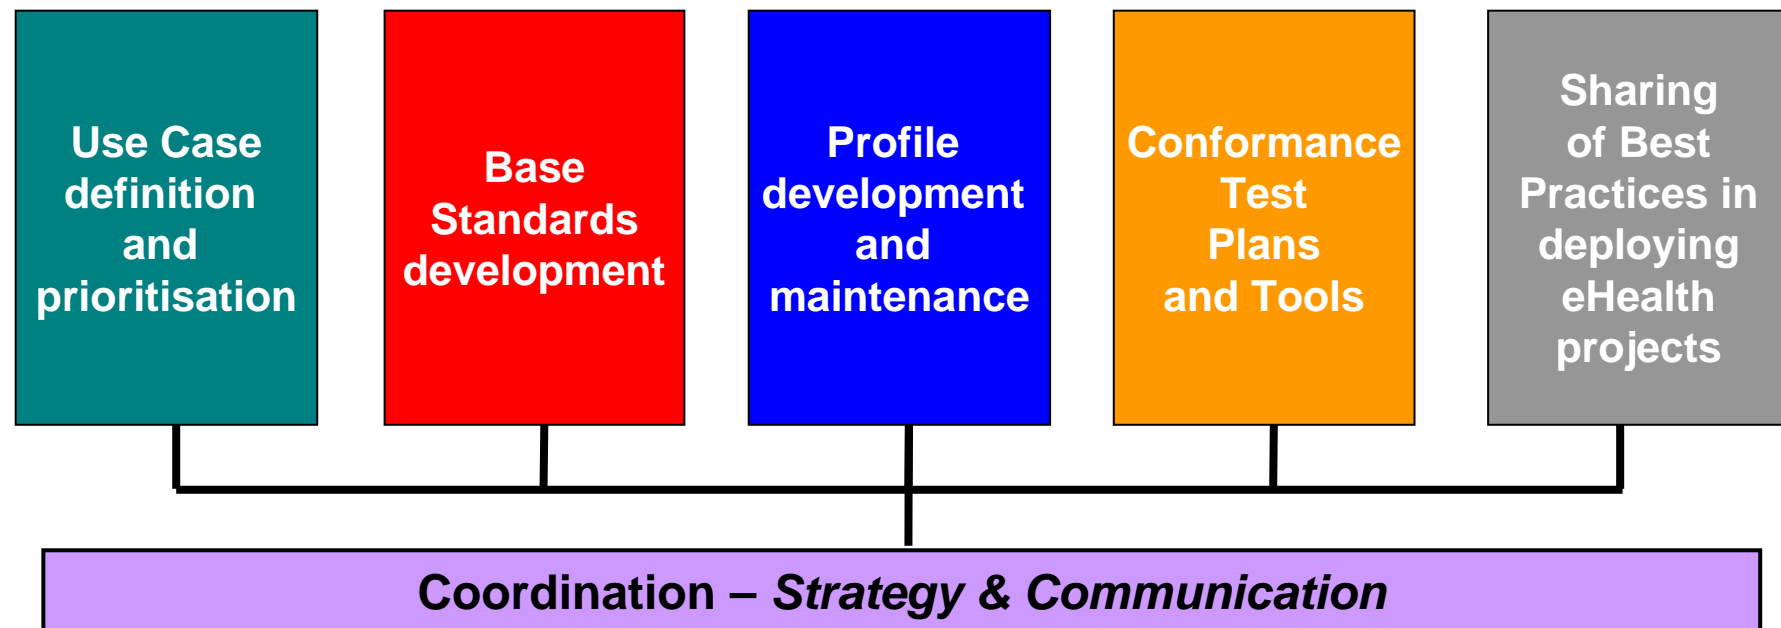 Use Case
definition
and
prioritisation
Base
Standards
development
Profile
development
and
maintenance
Conformance
Test
Plans
and Tools
Sharing
of Best
Practices in
deploying
eHealth
projects
Coordination – Strategy & Communication